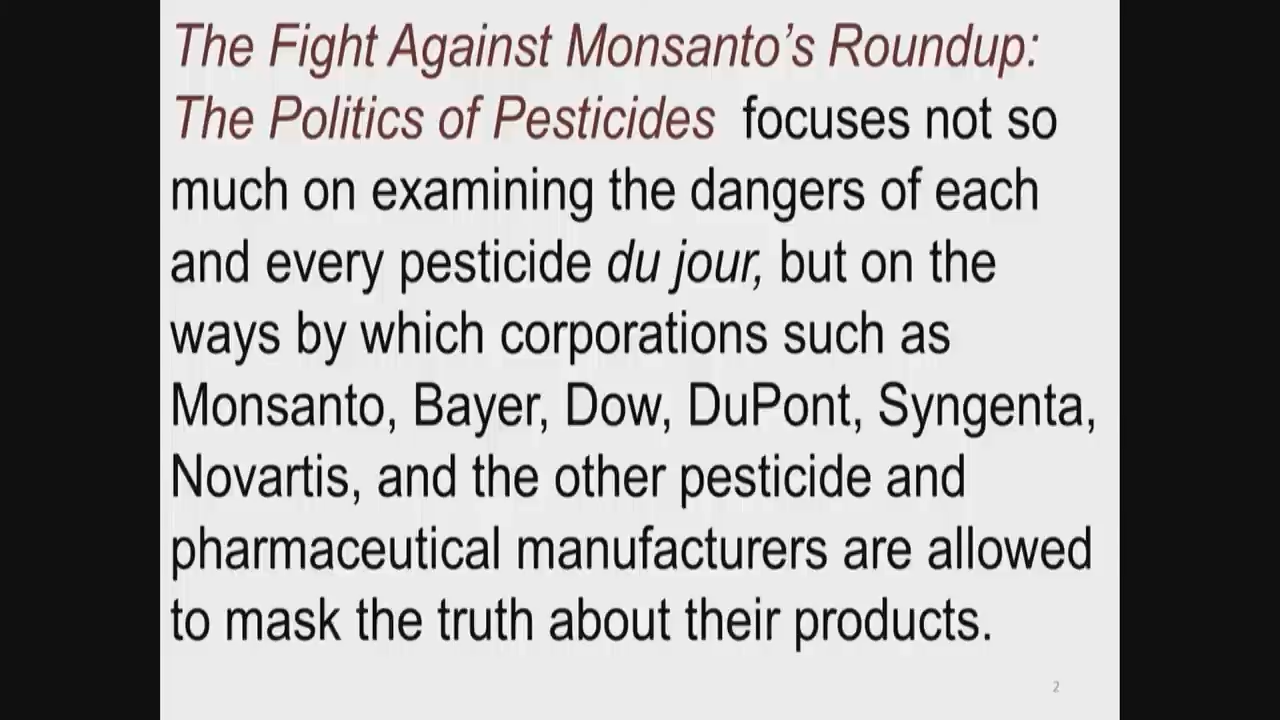 The Fight Against Monsanto’s Roundup:
The Politics of Pesticides focuses not so
much on examining the dangers of each
and every pesticide du jour, but on the
ways by which corporations such as
Monsanto, Bayer, Dow, DuPont, Syngenta,
Novartis, and the other pesticide and
pharmaceutical manufacturers are allowed
to mask the truth about their products.
2